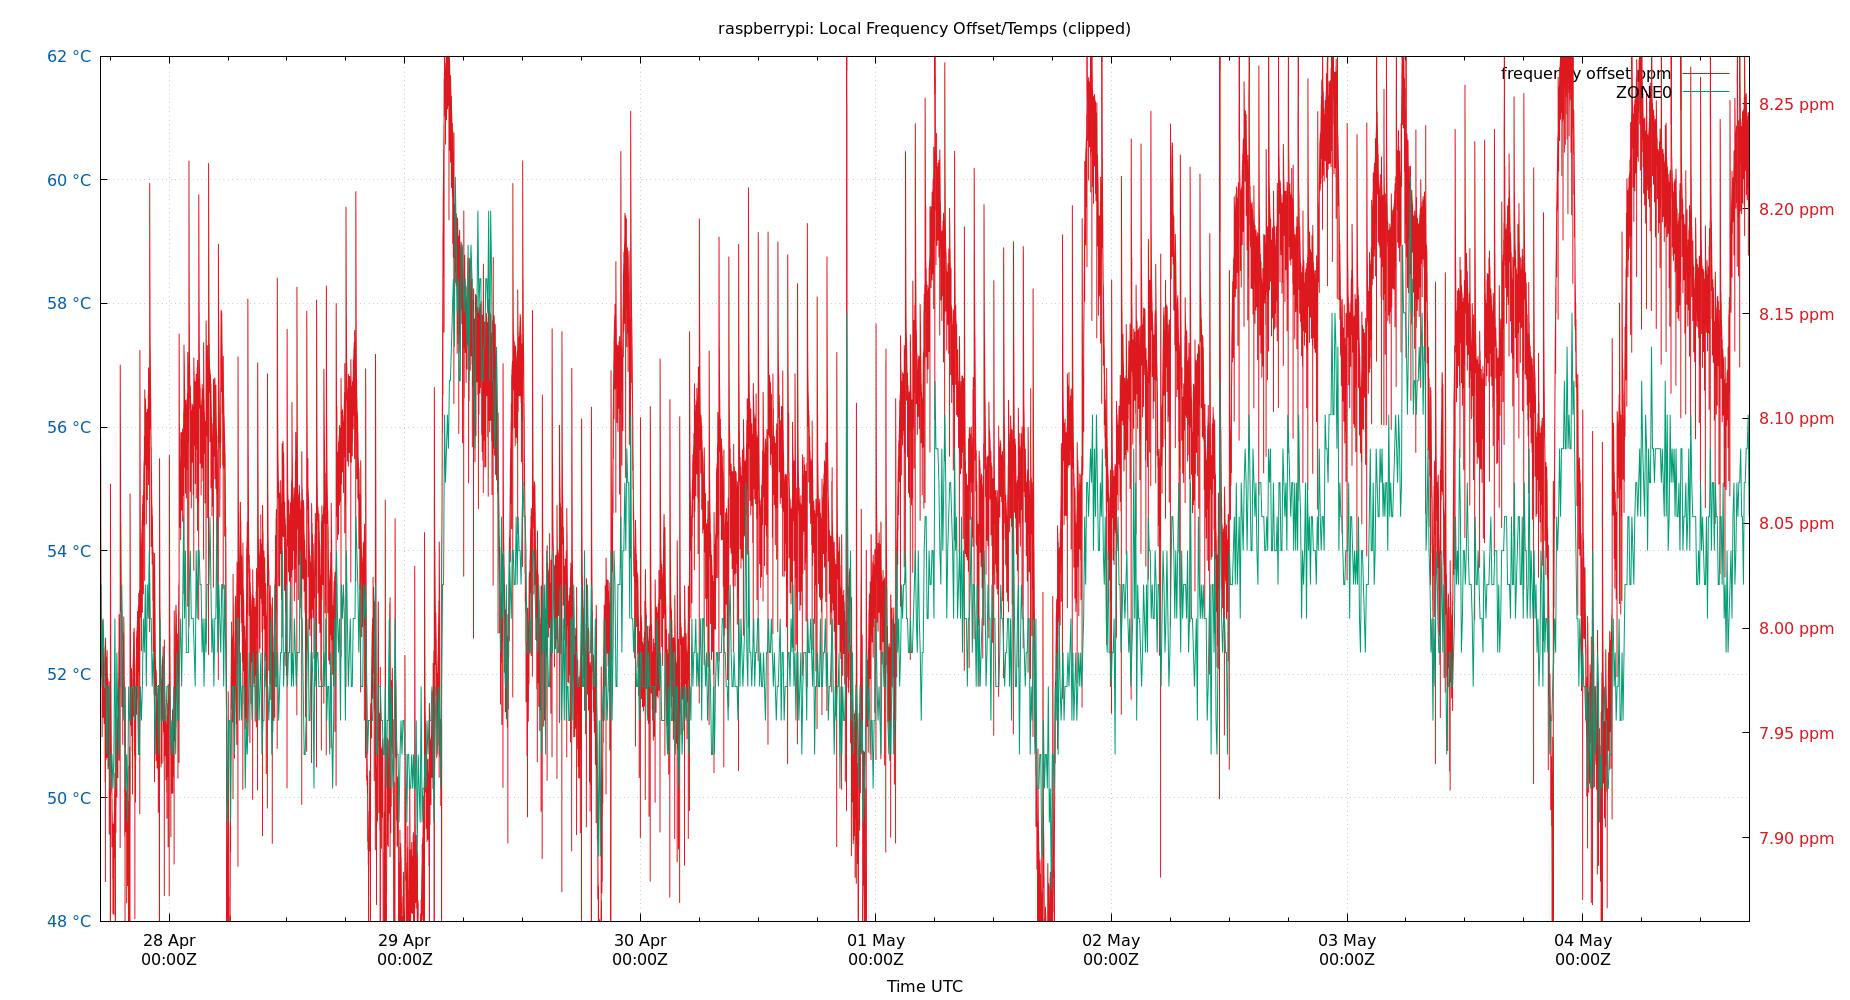 raspberrypi: Local Frequency Offset/Temps (clipped)
frequency offset ppm
ZONE0
62 °C
60 °C
58 °C
56 °C
54 °C
52 °C
50 °C
48 °C
8.25 ppm
8.20 ppm
8.15 ppm
8.10 ppm
8.05 ppm
8.00 ppm
7.95 ppm
7.90 ppm
28 Apr 29 Apr 30 Apr 01 May 02 May 03 May 04 May
00:00Z 00:00Z 00:00Z 00:00Z 00:00Z 00:00Z 00:00Z
Time UTC